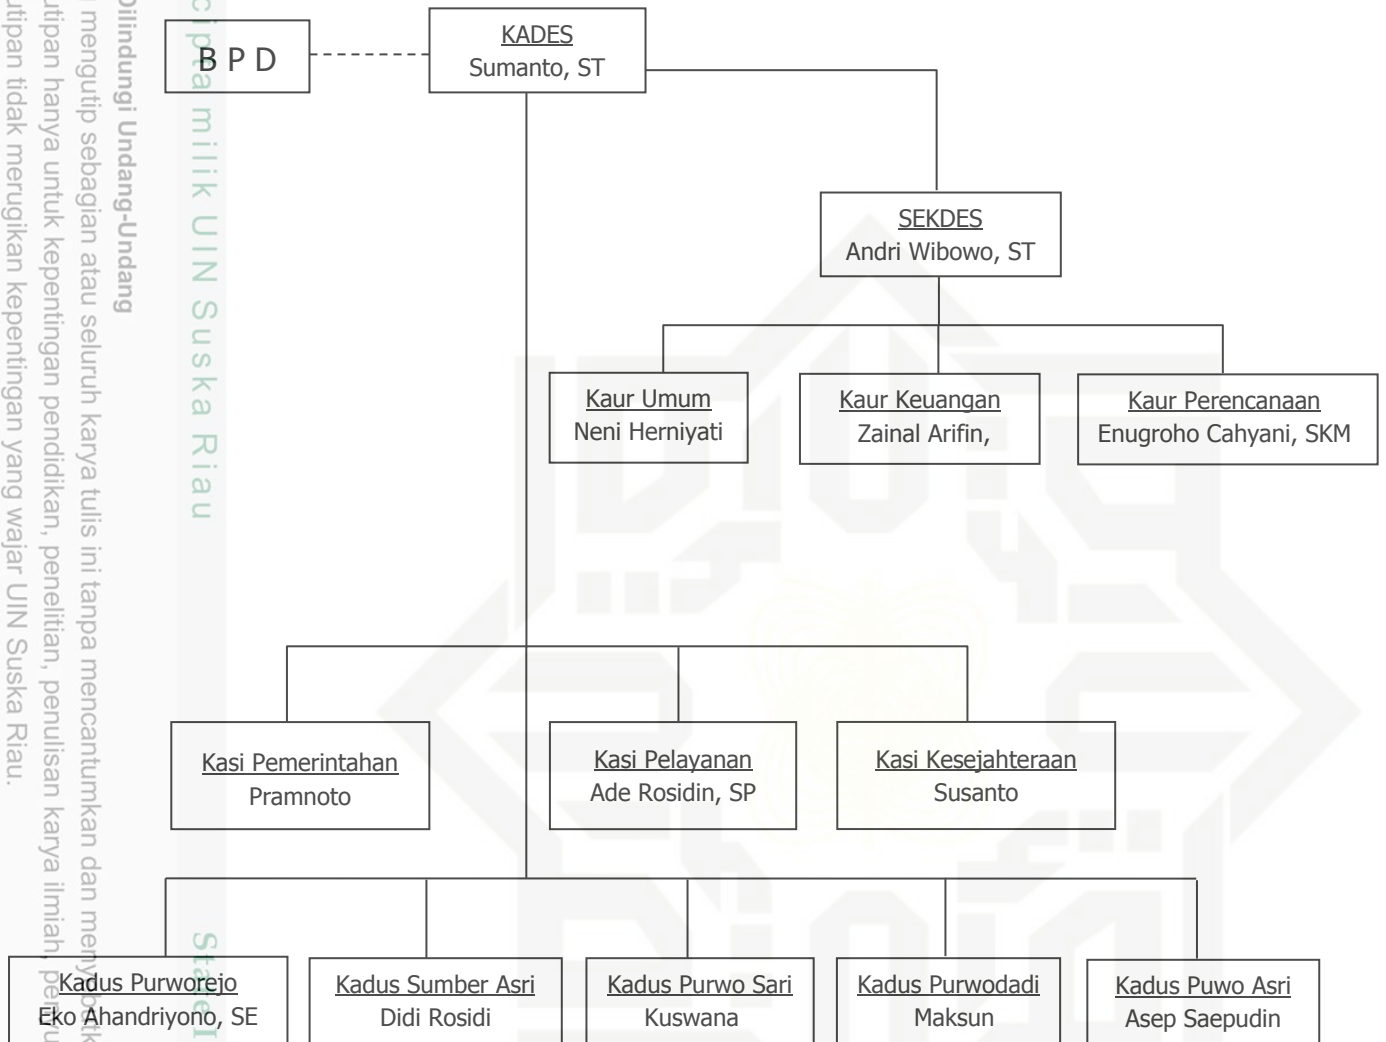 B P D
KADES
Sumanto, ST
SEKDES
Andri Wibowo, ST
Kaur Umum
Neni Herniyati
Kaur Keuangan
Zainal Arifin,
Kaur Perencanaan
Enugroho Cahyani, SKM
Kasi Pemerintahan
Pramnoto
Kasi Pelayanan
Ade Rosidin, SP
Kasi Kesejahteraan
Susanto
Kadus Purworejo
Eko Ahandriyono, SE
Kadus Sumber Asri
Didi Rosidi
Kadus Purwo Sari
Kuswana
Kadus Purwodadi
Maksun
Kadus Puwo Asri
Asep Saepudin
cipta milik UIN Suska Riau
Dilindungi Undang-Undang
mengutip sebagian atau seluruh karya tulis ini tanpa mencantumkan dan
hanya untuk kepentingan pendidikan, penelitian, penulisan karya ilmiah,
tidak merugikan kepentingan yang wajar UIN Suska Riau.